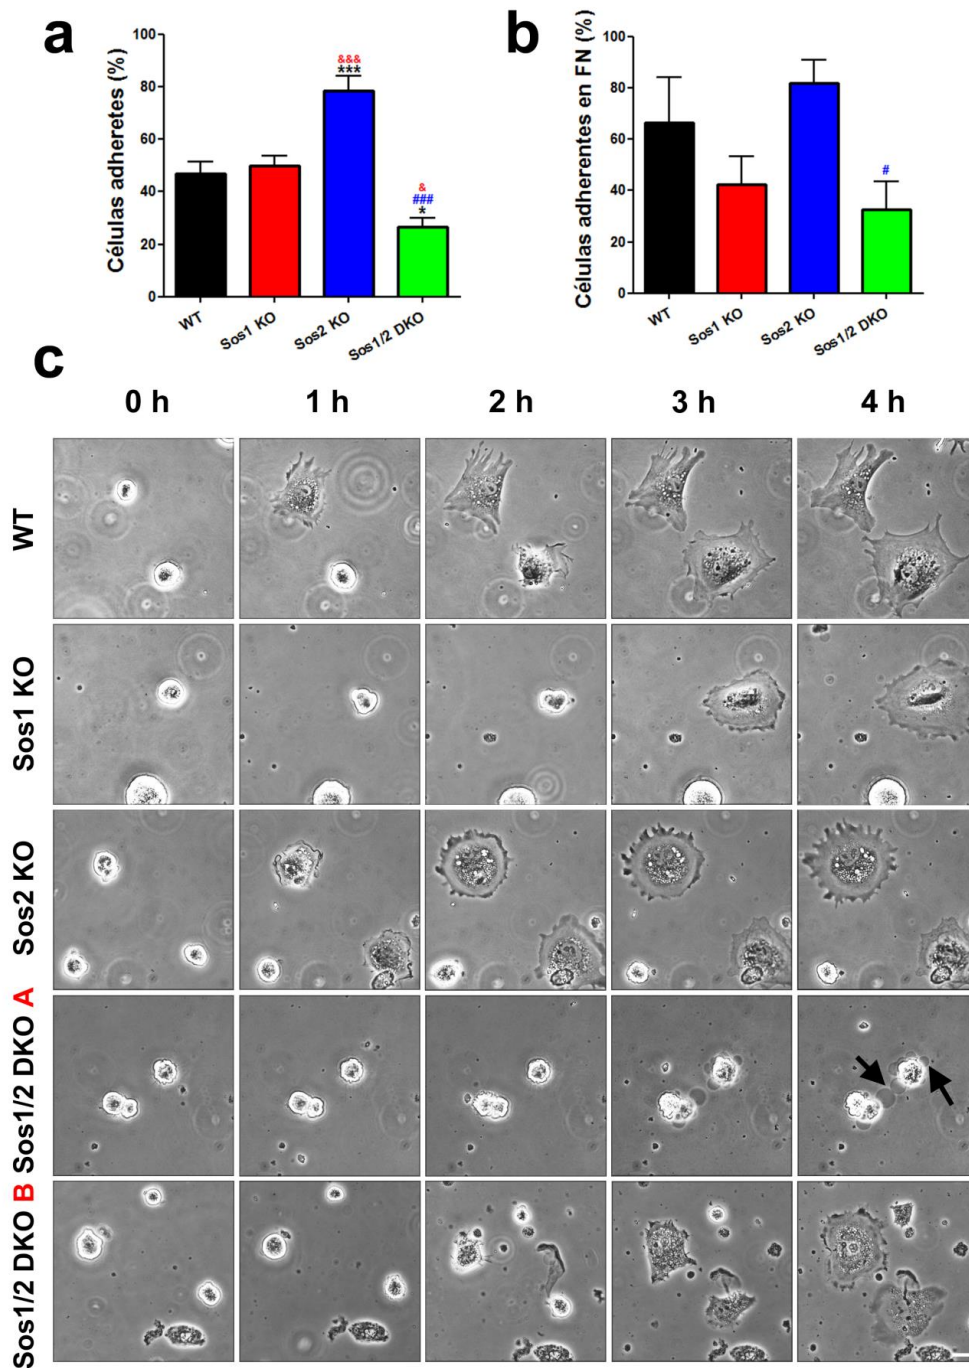 a
Células adheretes (%)
100
80
60
40
20
0
&&&
***
&
###
*
WT
Sos1 KO
Sos2 KO
Sos1/2 DKO
b
Células adherentes en FN (%)
100
80
60
40
20
0
#
WT
Sos1 KO
Sos2 KO
Sos1/2 DKO
c
0 h 1 h 2 h 3 h 4 h
WT
Sos1 KO
Sos2 KO
Sos1/2 DKO A
Sos1/2 DKO B